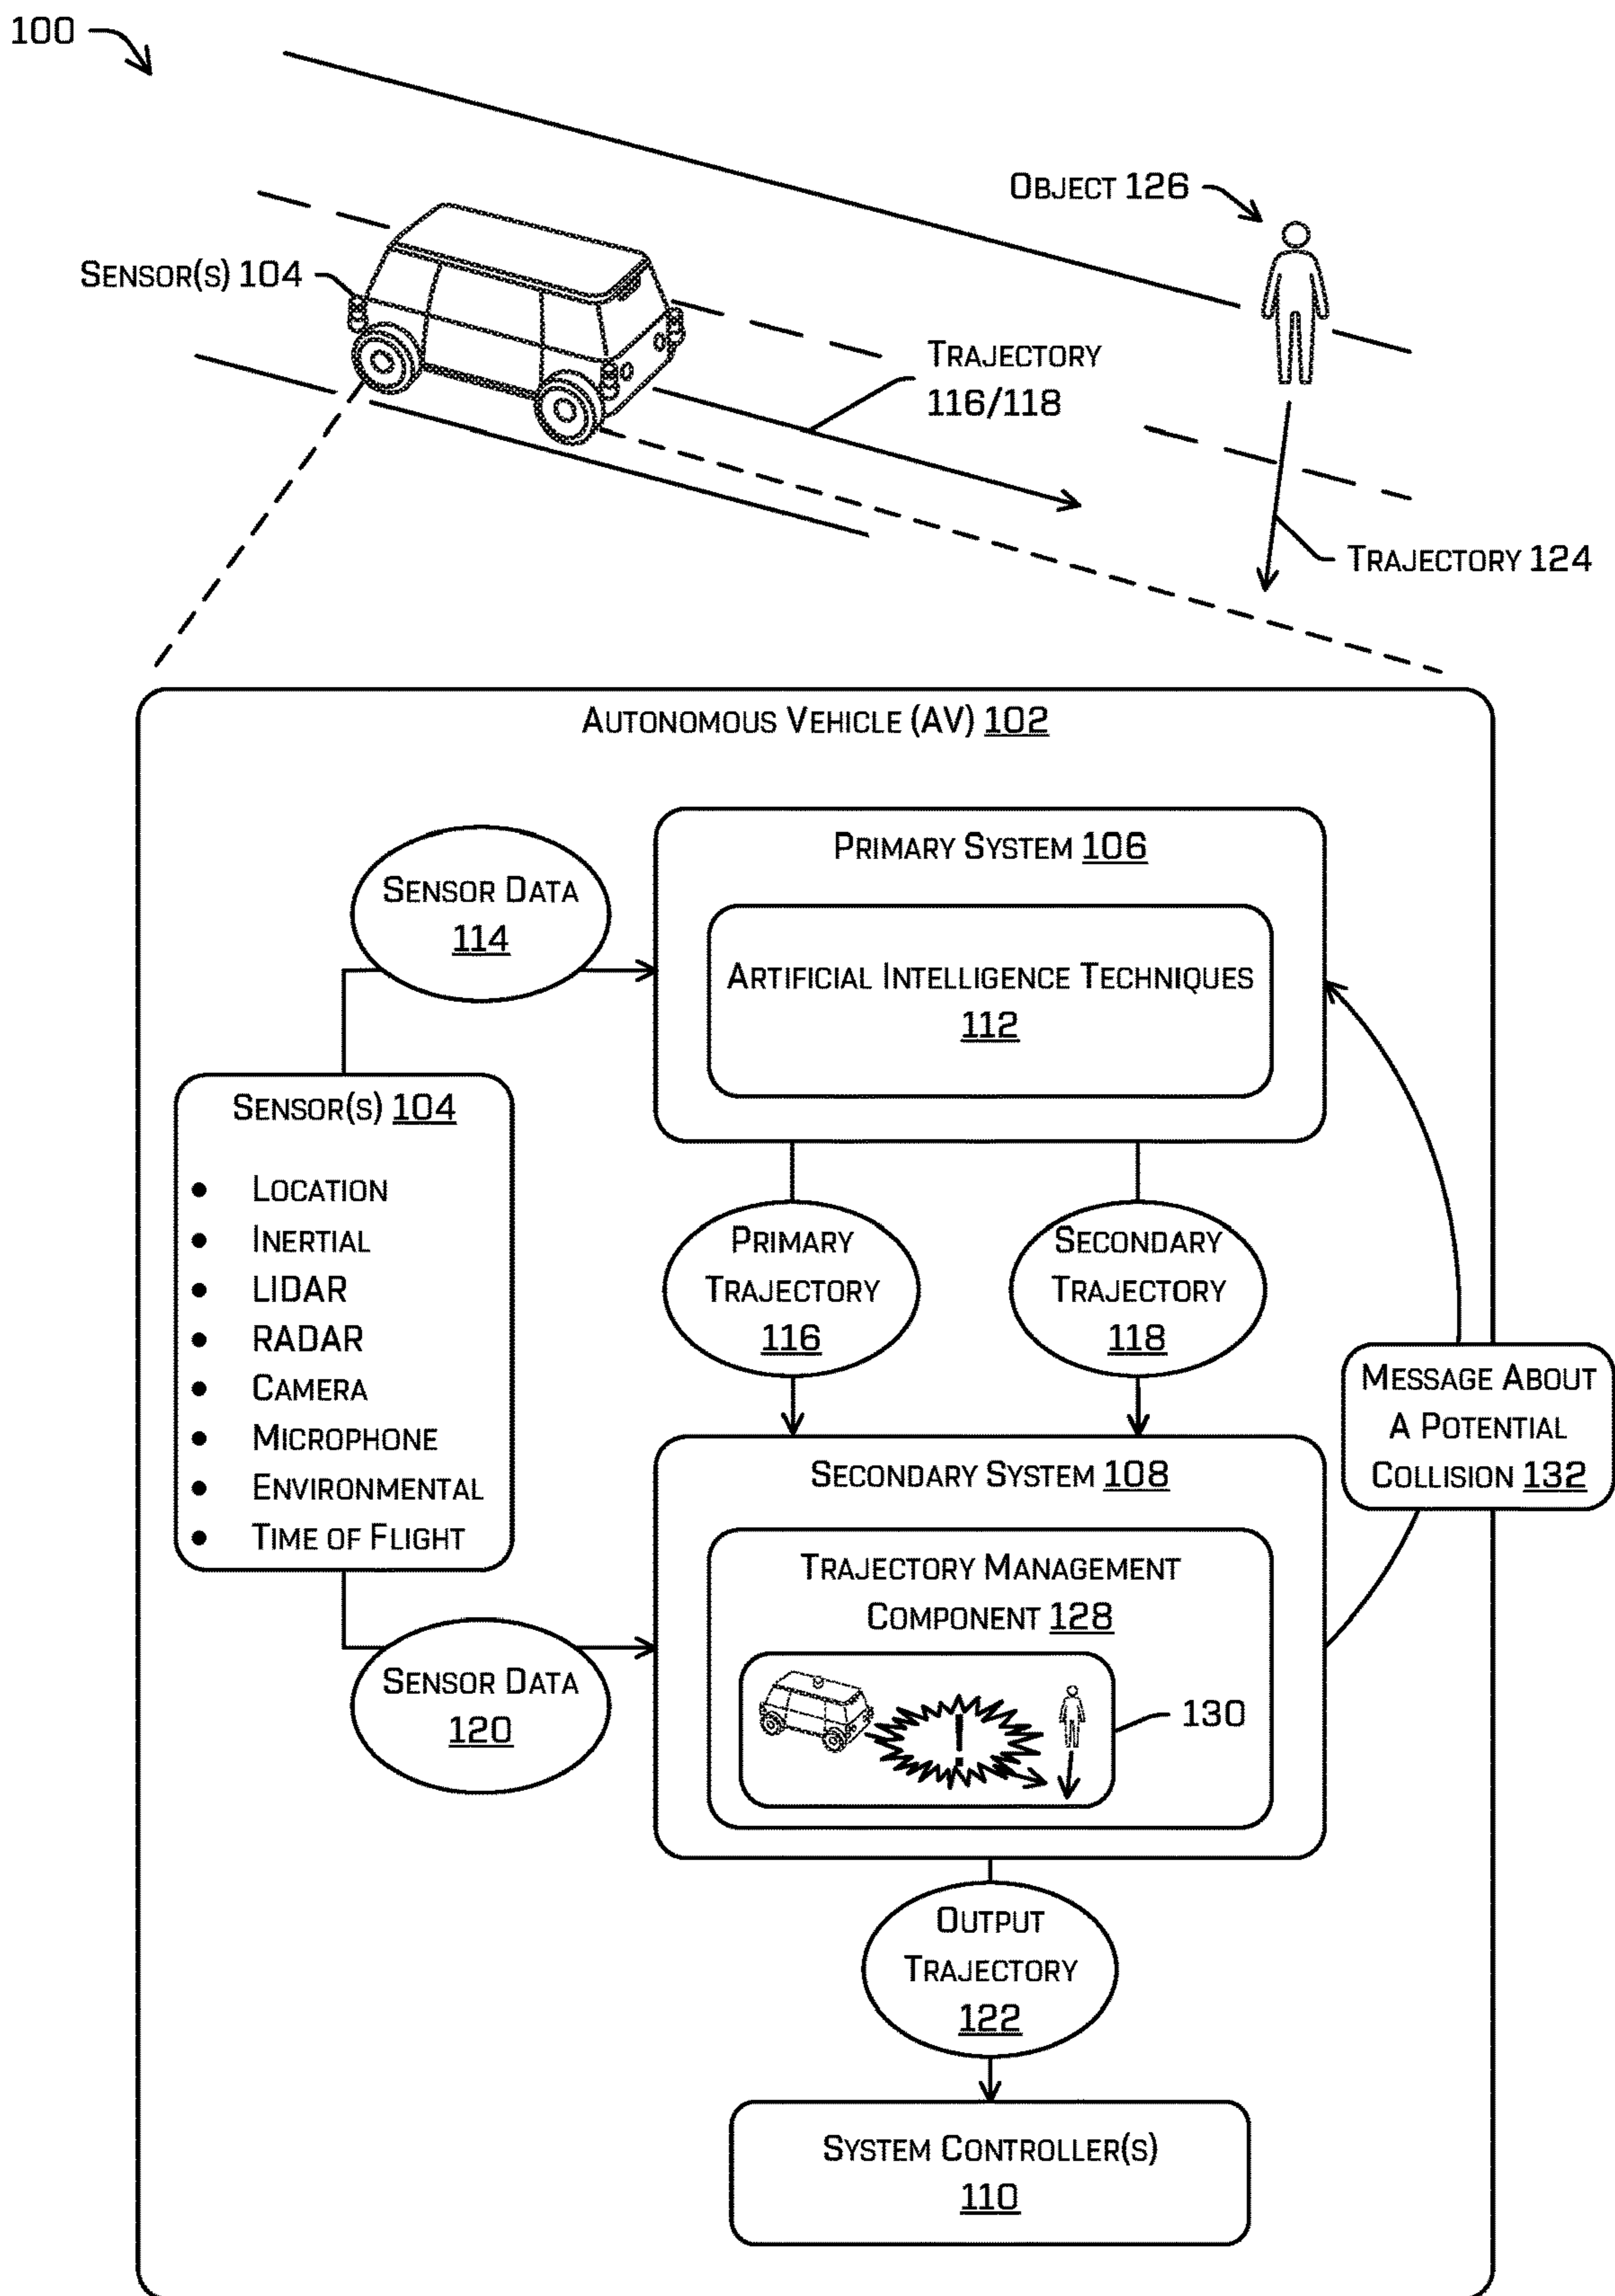 100
OBJECT 126
SENSOR(S) 104
TRAJECTORY
116/118
TRAJECTORY 124
AUTONOMOUS VEHICLE (AV) 102
PRIMARY SYSTEM 106
SENSOR DATA
114
ARTIFICIAL INTELLIGENCE TECHNIQUES
112
SENSOR(S) 104
• LOCATION
• INERTIAL
• LIDAR
• RADAR
• CAMERA
• MICROPHONE
• ENVIRONMENTAL
• TIME OF FLIGHT
PRIMARY
TRAJECTORY
116
SECONDARY
TRAJECTORY
118
MESSAGE ABOUT
A POTENTIAL
COLLISION 132
SECONDARY SYSTEM 108
TRAJECTORY MANAGEMENT
COMPONENT 128
SENSOR DATA
120
!
130
OUTPUT
TRAJECTORY
122
SYSTEM CONTROLLER(S)
110